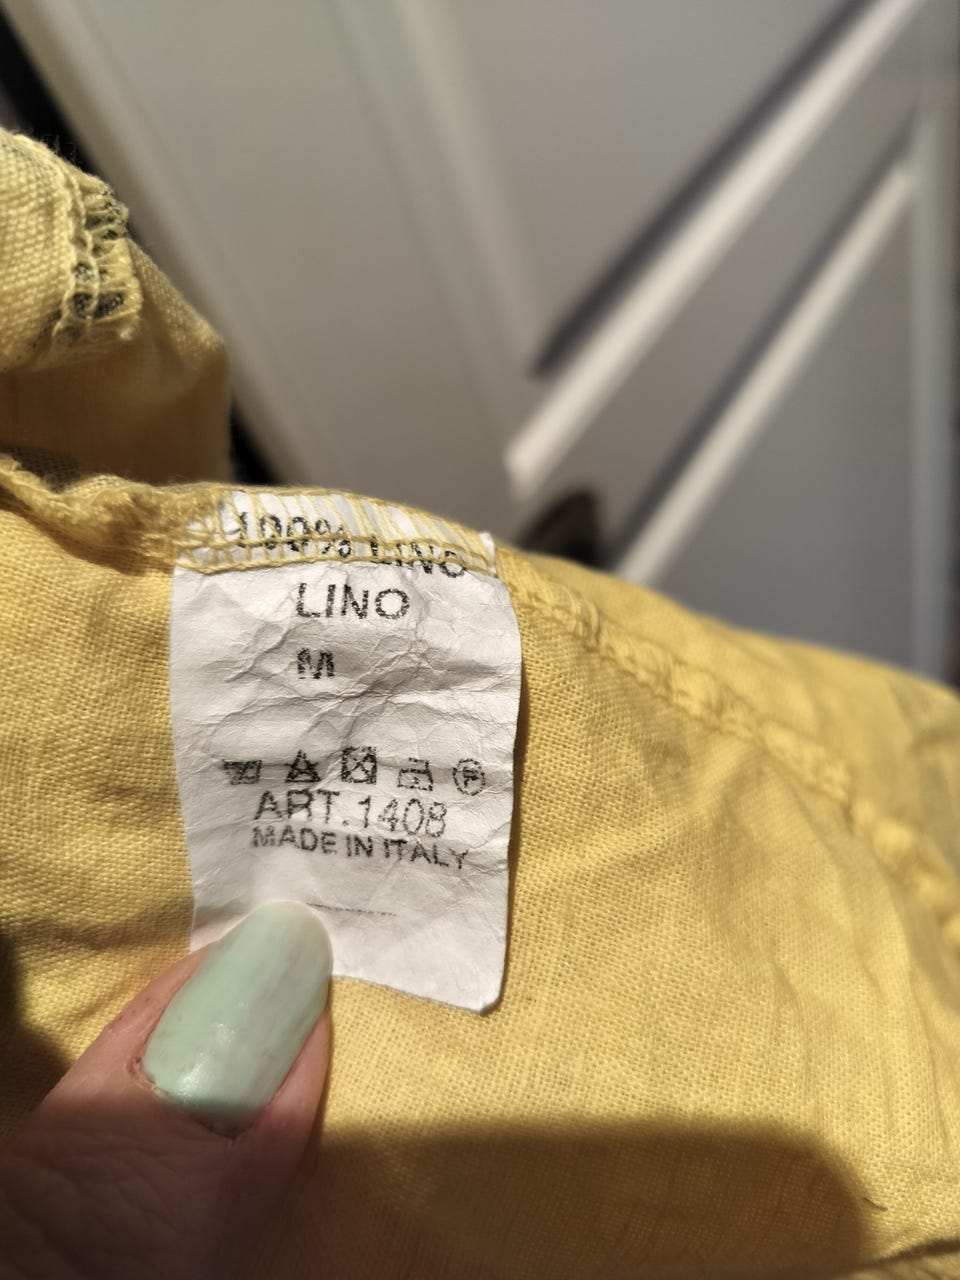 100% LINO
LINO
M
P
ART.1408
MADE IN ITALY